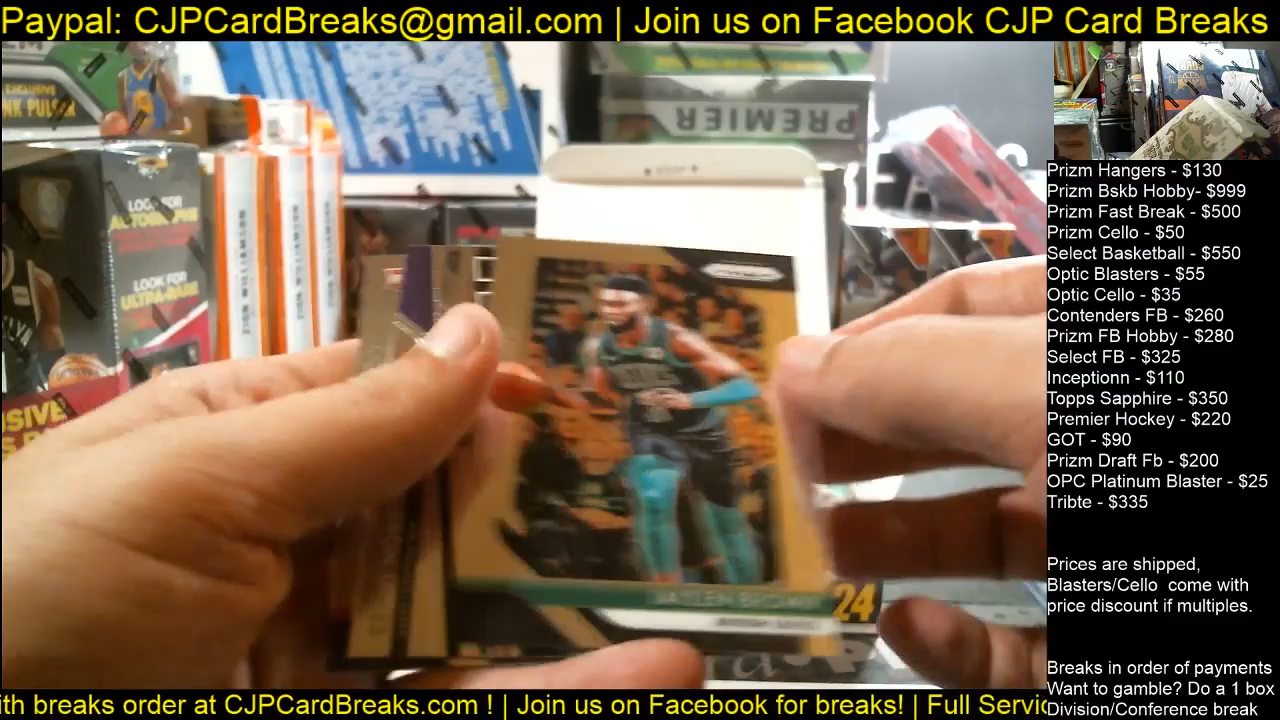 Paypal: CJPCardBreaks@gmail.com | Join us on Facebook CJP Card Breaks
EXCLUSIVE
PREMIER
LOOK FOR
AUTOGRAPHS
LOOK FOR
24
Prizm Hangers - $130
Prizm Bskb Hobby- $999
Prizm Fast Break - $500
Prizm Cello - $50
Select Basketball - $550
Optic Blasters - $55
Optic Cello - $35
Contenders FB - $260
Prizm FB Hobby - $280
Select FB - $325
Inceptionn - $110
Topps Sapphire - $350
Premier Hockey - $220
GOT - $90
Prizm Draft Fb - $200
OPC Platinum Blaster - $25
Tribte - $335
Prices are shipped,
Blasters/Cello come with
price discount if multiples.
Breaks in order of payments
Want to gamble? Do a 1 box
Division/Conference break
ith breaks order at CJPCardBreaks.com ! | Join us on Facebook for breaks! | Full Servic